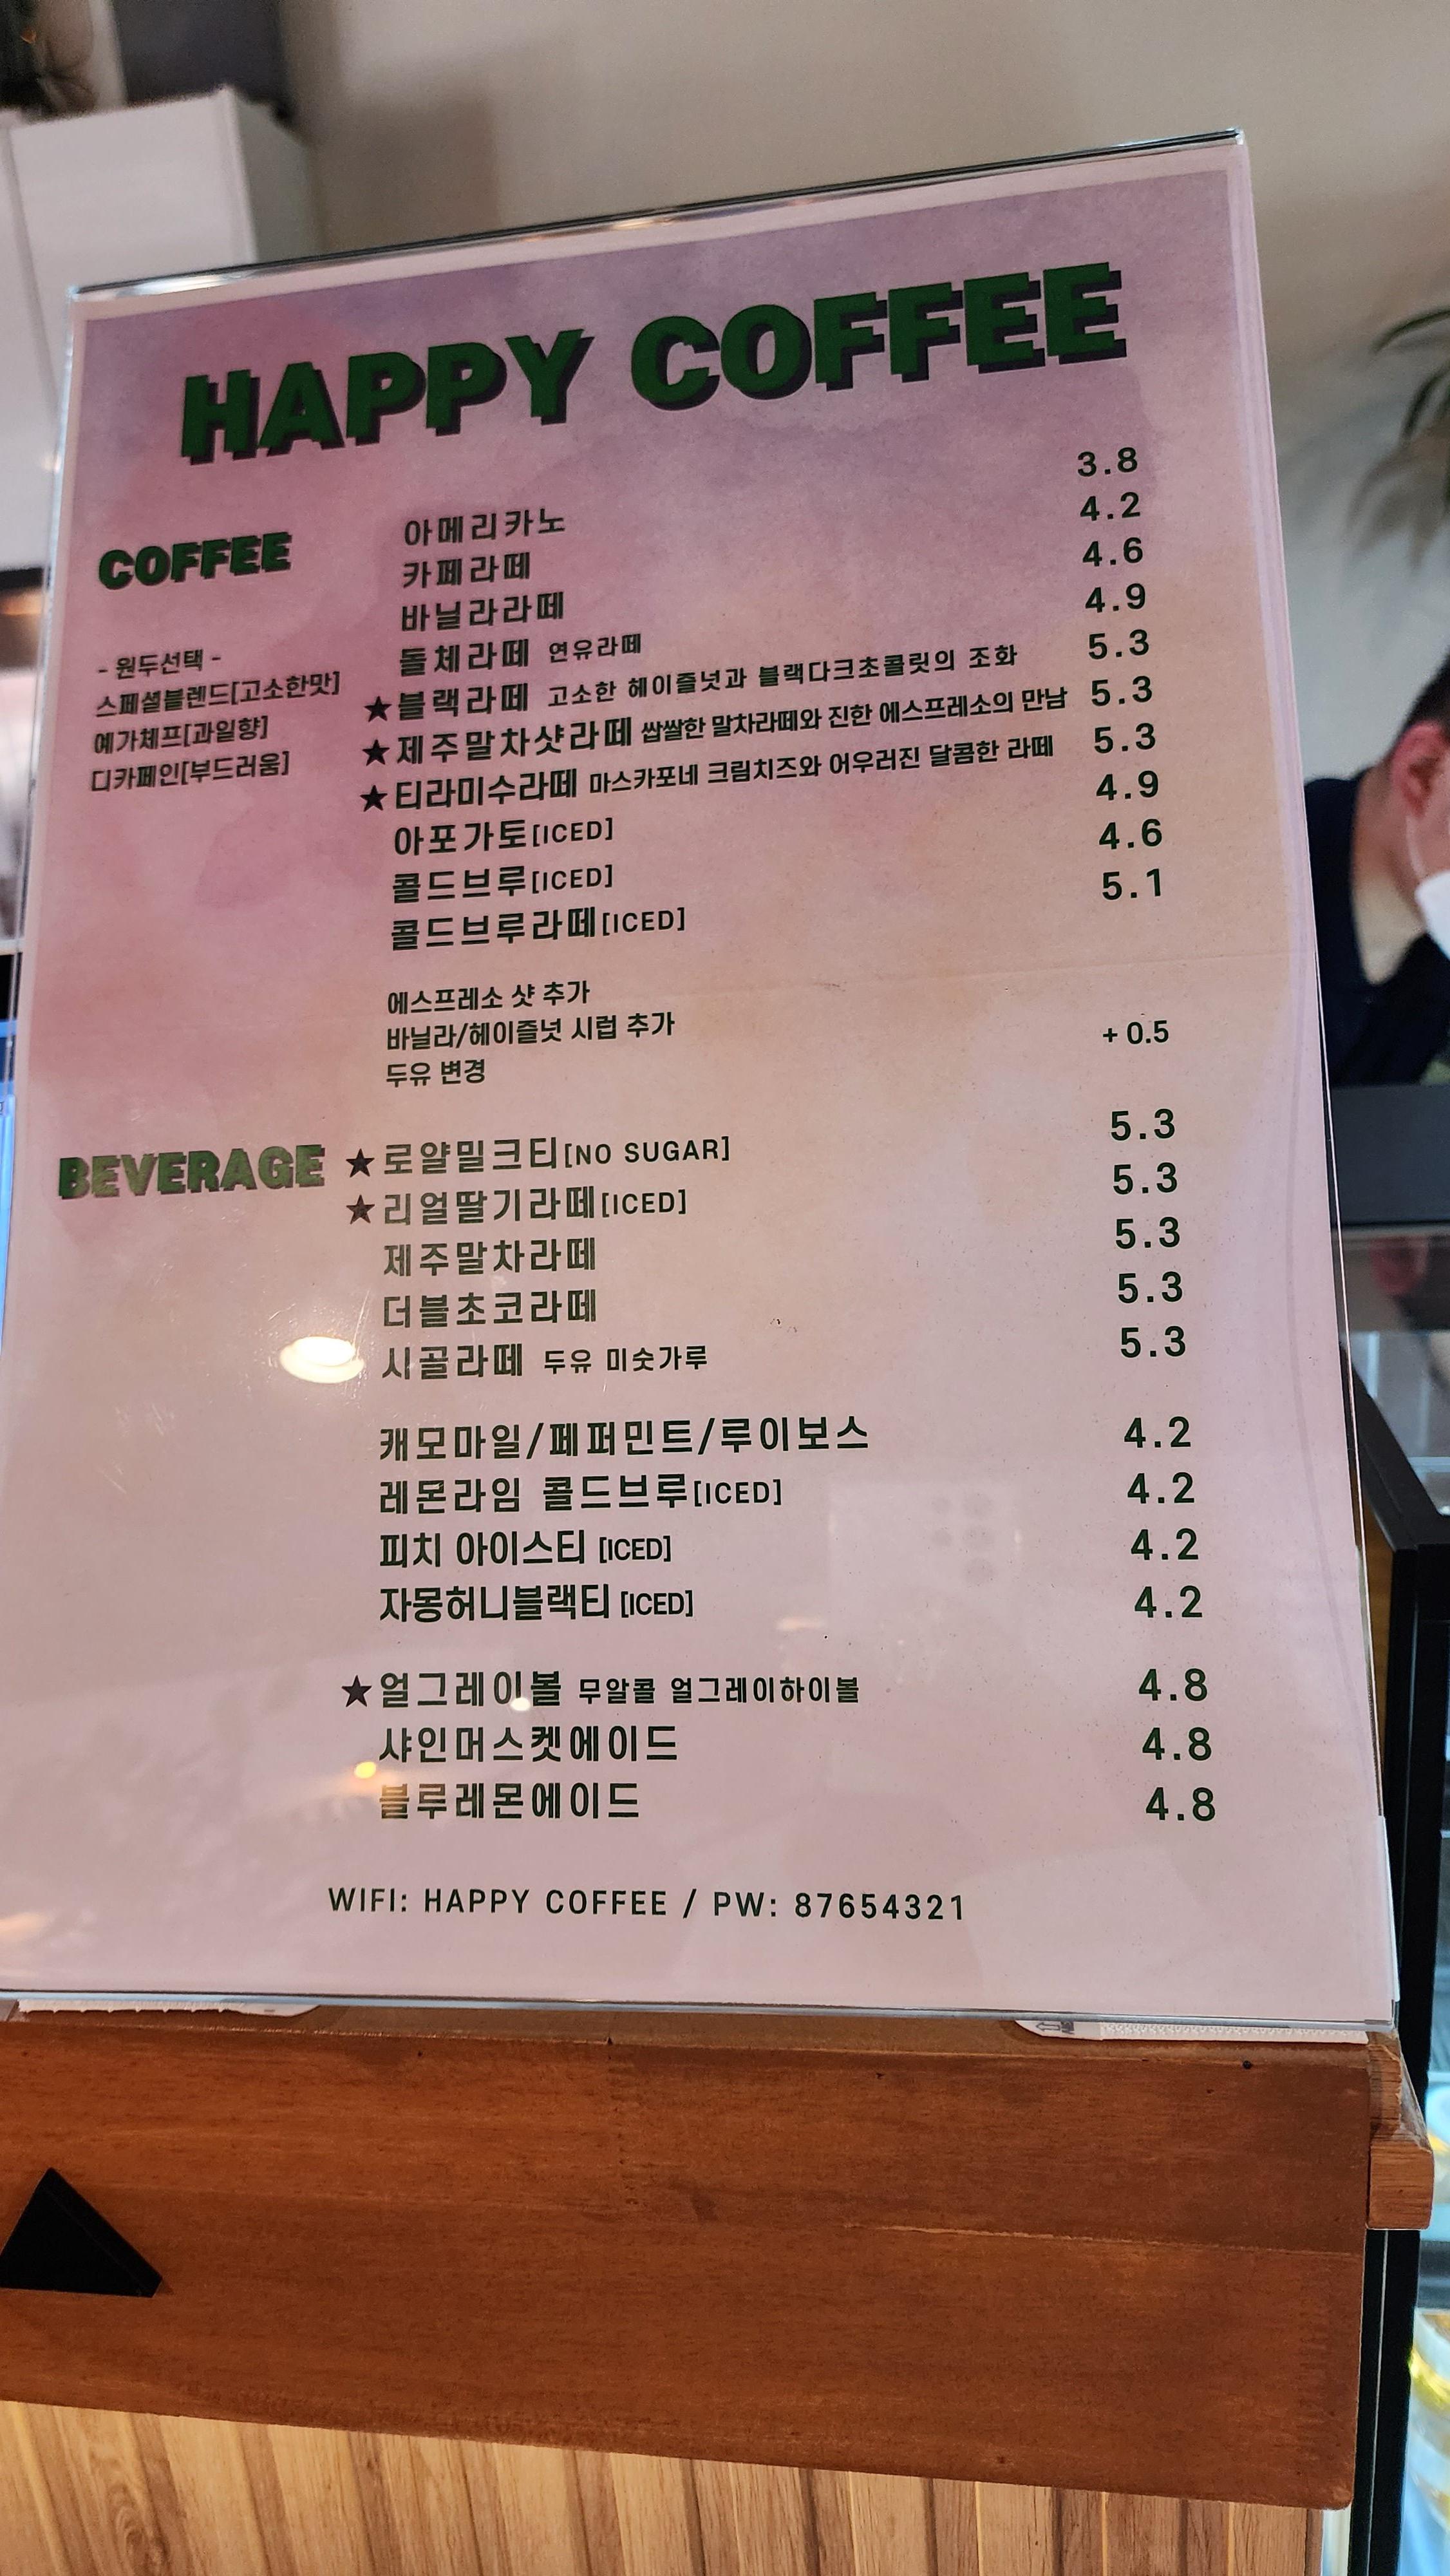 HAPPY COFFEE
COFFEE
- 원두선택 -
스페셜블렌드[고소한맛]
예가체프[과일향]
디카페인[부드러움]
아메리카노 3.8
카페라떼 4.2
바닐라라떼 4.6
돌체라떼 연유라떼 4.9
★블랙라떼 고소한 헤이즐넛과 블랙다크초콜릿의 조화 5.3
★제주말차샷라떼 쌉쌀한 말차라떼와 진한 에스프레소의 만남 5.3
★티라미수라떼 마스카포네 크림치즈와 어우러진 달콤한 라떼 5.3
아포가토[ICED] 4.9
콜드브루[ICED] 4.6
콜드브루라떼[ICED] 5.1
에스프레소 샷 추가
바닐라/헤이즐넛 시럽 추가 + 0.5
두유 변경
BEVERAGE
★로얄밀크티[NO SUGAR] 5.3
★리얼딸기라떼[ICED] 5.3
제주말차라떼 5.3
더블초코라떼 5.3
시골라떼 두유 미숫가루 5.3
캐모마일/페퍼민트/루이보스 4.2
레몬라임 콜드브루[ICED] 4.2
피치 아이스티 [ICED] 4.2
자몽허니블랙티 [ICED] 4.2
★얼그레이볼 무알콜 얼그레이하이볼 4.8
샤인머스켓에이드 4.8
블루레몬에이드 4.8
WIFI: HAPPY COFFEE / PW: 87654321